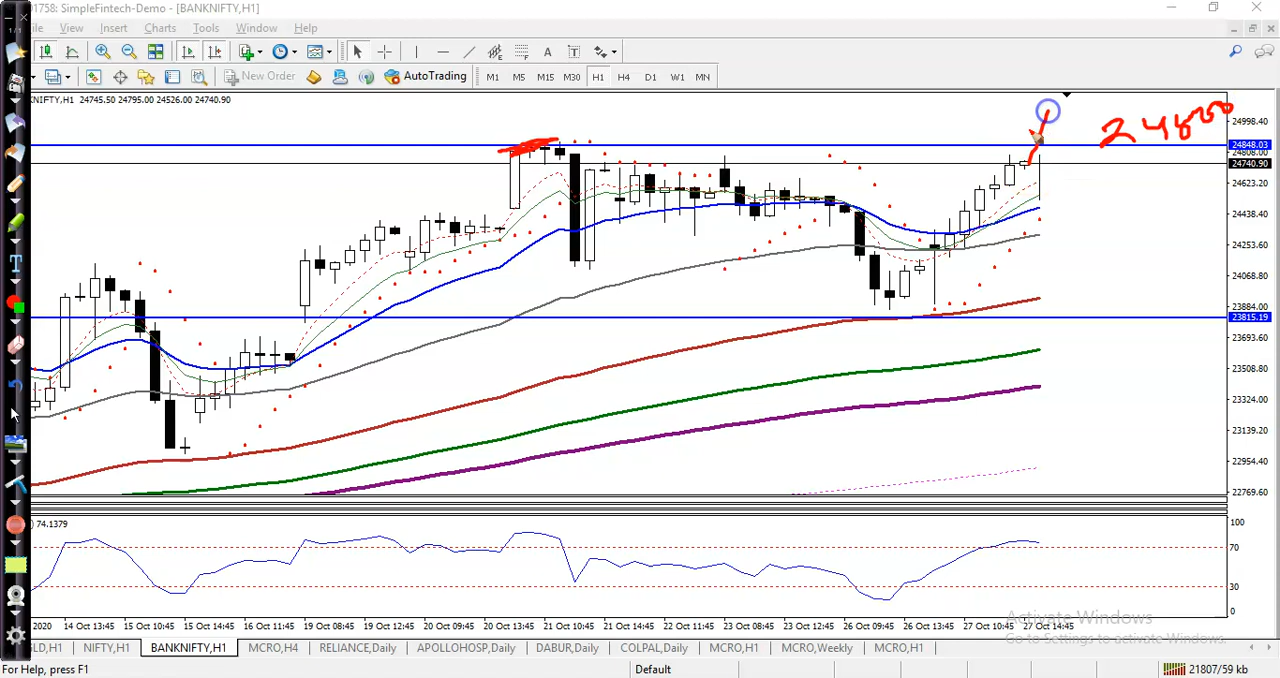 01758: SimpleFintech-Demo - [BANKNIFTY,H1]
ile View Insert Charts Tools Window Help
New Order AutoTrading M1 M5 M15 M30 H1 H4 D1 W1 MN
KNIFTY,H1 24745.50 24795.00 24526.00 24740.90
24998.40
24848.03
24808.00
24740.90
24623.20
24438.40
24253.60
24068.80
23884.00
23815.19
23693.60
23508.80
23324.00
23139.20
22954.40
22769.60
) 74.1379
100
70
30
0
2020 14 Oct 13:45 15 Oct 10:45 15 Oct 14:45 16 Oct 11:45 19 Oct 08:45 19 Oct 12:45 20 Oct 09:45 20 Oct 13:45 21 Oct 10:45 21 Oct 14:45 22 Oct 11:45 23 Oct 08:45 23 Oct 12:45 26 Oct 09:45 26 Oct 13:45 27 Oct 10:45 27 Oct 14:45
Activate Windows
Go to Settings to activate Windows.
LD,H1 NIFTY,H1 BANKNIFTY,H1 MCRO,H4 RELIANCE,Daily APOLLOHOSP,Daily DABUR,Daily COLPAL,Daily MCRO,H1 MCRO,Weekly MCRO,H1
For Help, press F1 Default 21807/59 kb